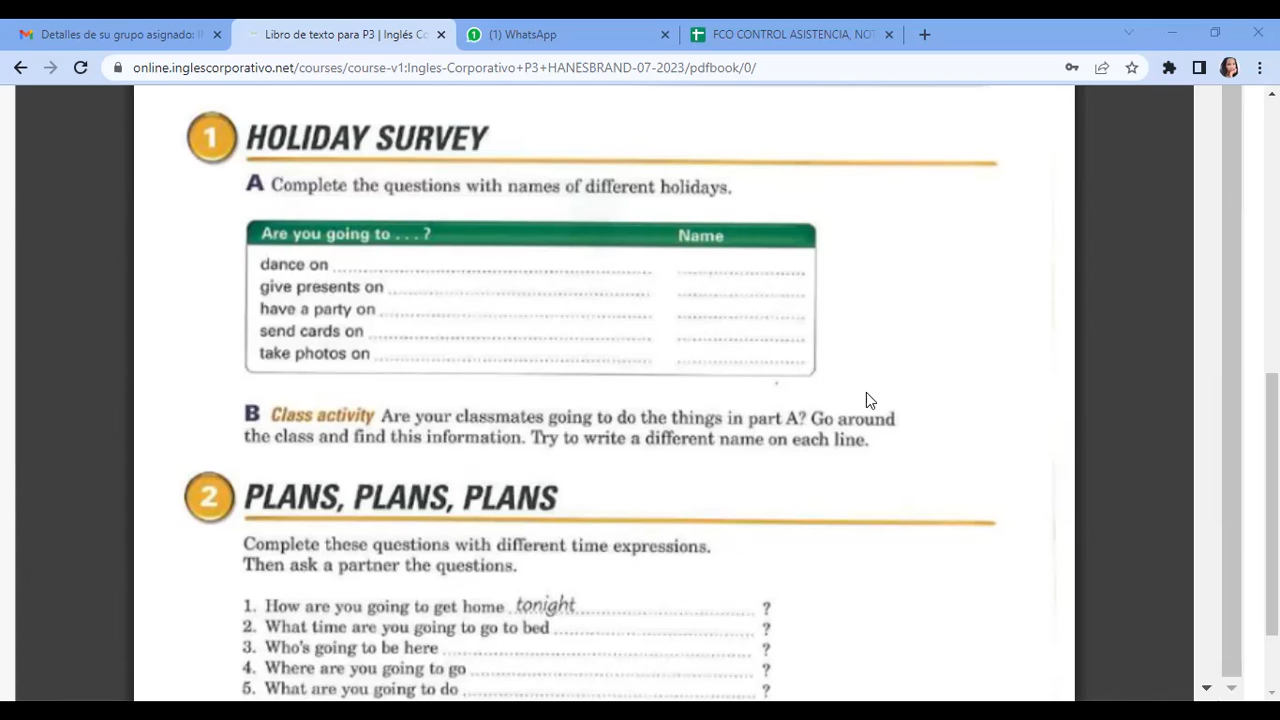 Detalles de su grupo asignado: I
Libro de texto para P3 | Inglés Co
(1) WhatsApp
FCO CONTROL ASISTENCIA, NOT
online.inglescorporativo.net/courses/course-v1:Ingles-Corporativo+P3+HANESBRAND-07-2023/pdfbook/0/
1 HOLIDAY SURVEY
A Complete the questions with names of different holidays.
Are you going to . . . ? Name
dance on
give presents on
have a party on
send cards on
take photos on
B Class activity Are your classmates going to do the things in part A? Go around
the class and find this information. Try to write a different name on each line.
2 PLANS, PLANS, PLANS
Complete these questions with different time expressions.
Then ask a partner the questions.
1. How are you going to get home tonight ?
2. What time are you going to go to bed ?
3. Who's going to be here ?
4. Where are you going to go ?
5. What are you going to do ?